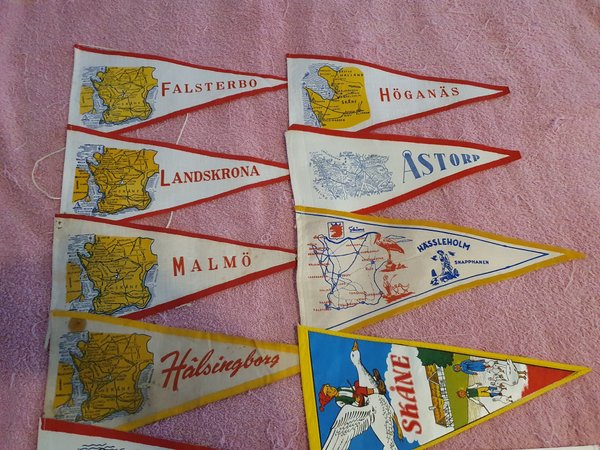 FALSTERBO
LANDSKRONA
MALMÖ
Hälsingborg
HÖGANÄS
HALLAND
SKÅNE
ÅSTORP
Skåne
HÄSSLEHOLM
SNAPPHANEN
SKÅNE